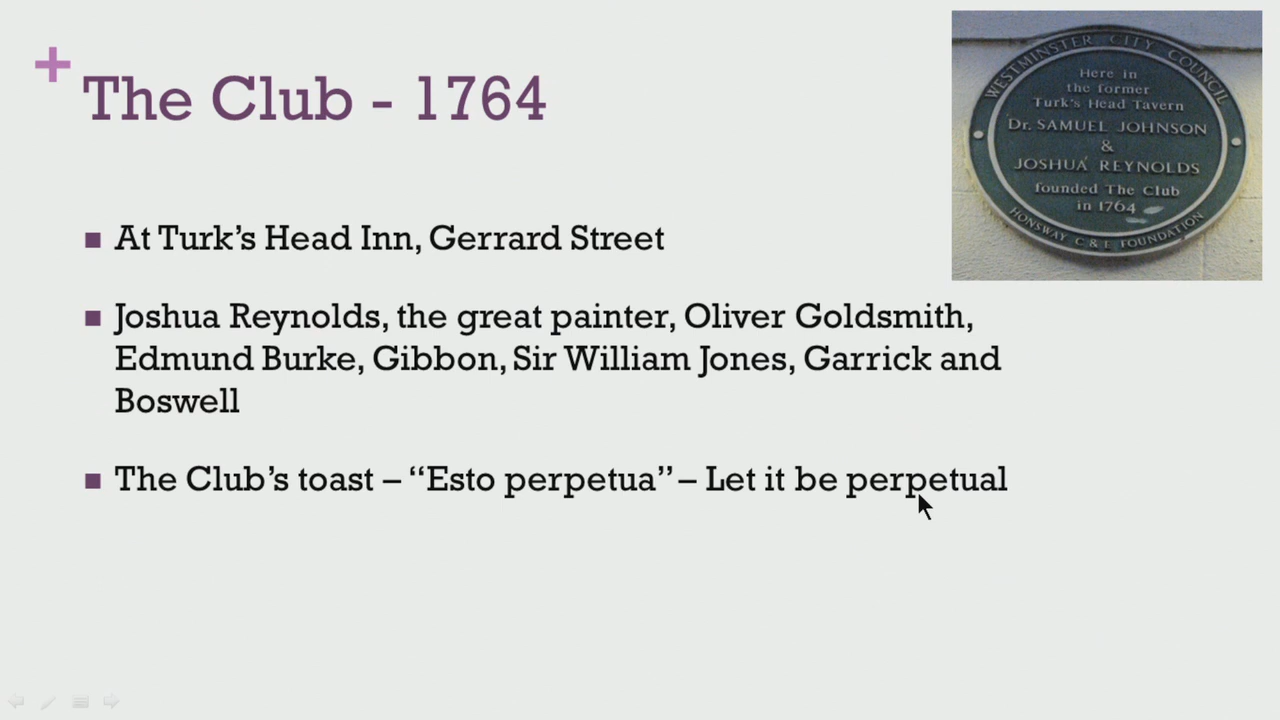 The Club - 1764
WESTMINSTER CITY COUNCIL
Here in
the former
Turk's Head Tavern
Dr. SAMUEL JOHNSON
&
JOSHUA REYNOLDS
founded The Club
in 1764
HONSWAY C & E FOUNDATION
At Turk’s Head Inn, Gerrard Street
Joshua Reynolds, the great painter, Oliver Goldsmith,
Edmund Burke, Gibbon, Sir William Jones, Garrick and
Boswell
The Club’s toast – “Esto perpetua” – Let it be perpetual